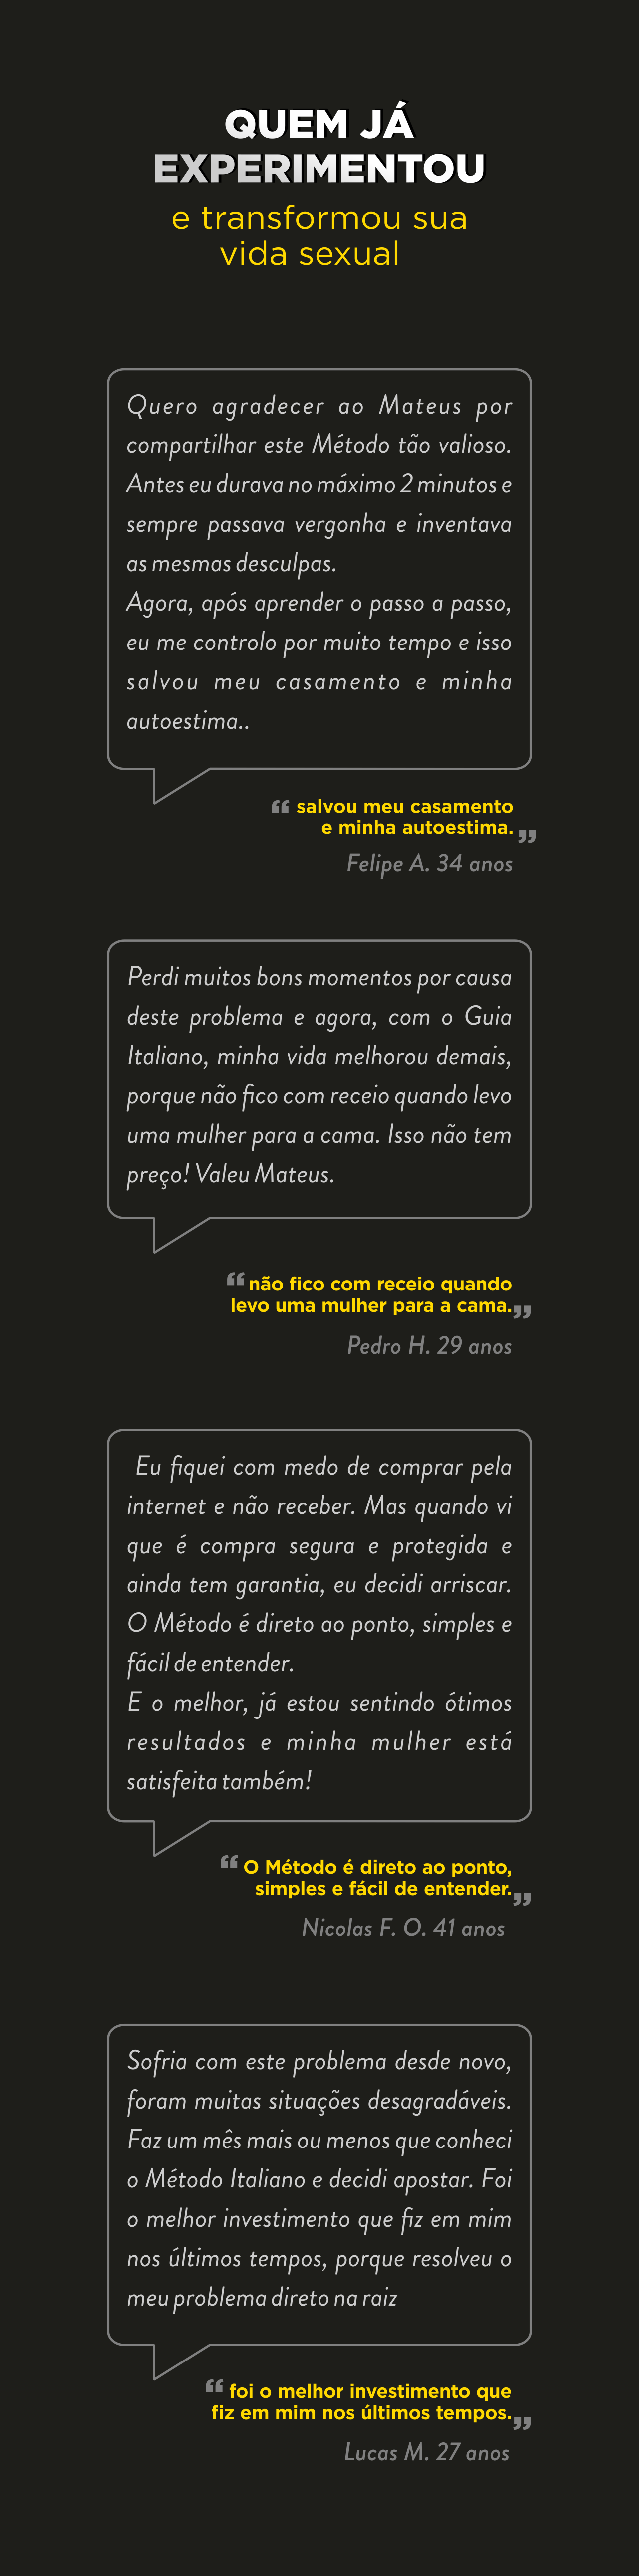 QUEM JÁ
EXPERIMENTOU
e transformou sua
vida sexual
Quero agradecer ao Mateus por
compartilhar este Método tão valioso.
Antes eu durava no máximo 2 minutos e
sempre passava vergonha e inventava
as mesmas desculpas.
Agora, após aprender o passo a passo,
eu me controlo por muito tempo e isso
salvou meu casamento e minha
autoestima..
“ salvou meu casamento
e minha autoestima. ”
Felipe A. 34 anos
Perdi muitos bons momentos por causa
deste problema e agora, com o Guia
Italiano, minha vida melhorou demais,
porque não fico com receio quando levo
uma mulher para a cama. Isso não tem
preço! Valeu Mateus.
“ não fico com receio quando
levo uma mulher para a cama. ”
Pedro H. 29 anos
Eu fiquei com medo de comprar pela
internet e não receber. Mas quando vi
que é compra segura e protegida e
ainda tem garantia, eu decidi arriscar.
O Método é direto ao ponto, simples e
fácil de entender.
E o melhor, já estou sentindo ótimos
resultados e minha mulher está
satisfeita também!
“ O Método é direto ao ponto,
simples e fácil de entender. ”
Nicolas F. O. 41 anos
Sofria com este problema desde novo,
foram muitas situações desagradáveis.
Faz um mês mais ou menos que conheci
o Método Italiano e decidi apostar. Foi
o melhor investimento que fiz em mim
nos últimos tempos, porque resolveu o
meu problema direto na raiz
“ foi o melhor investimento que
fiz em mim nos últimos tempos. ”
Lucas M. 27 anos